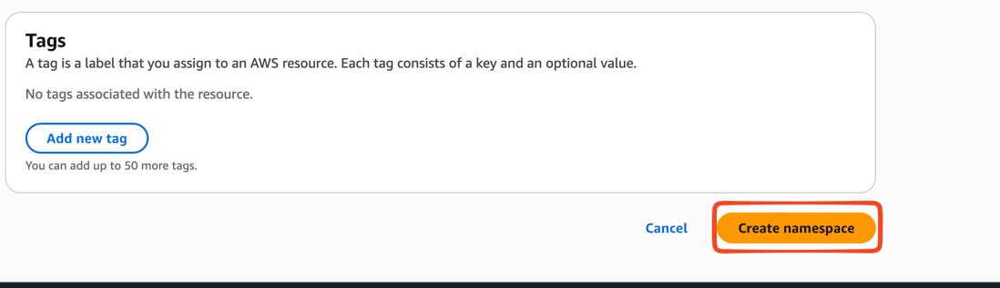 Tags
A tag is a label that you assign to an AWS resource. Each tag consists of a key and an optional value.
No tags associated with the resource.
Add new tag
You can add up to 50 more tags.
Cancel
Create namespace